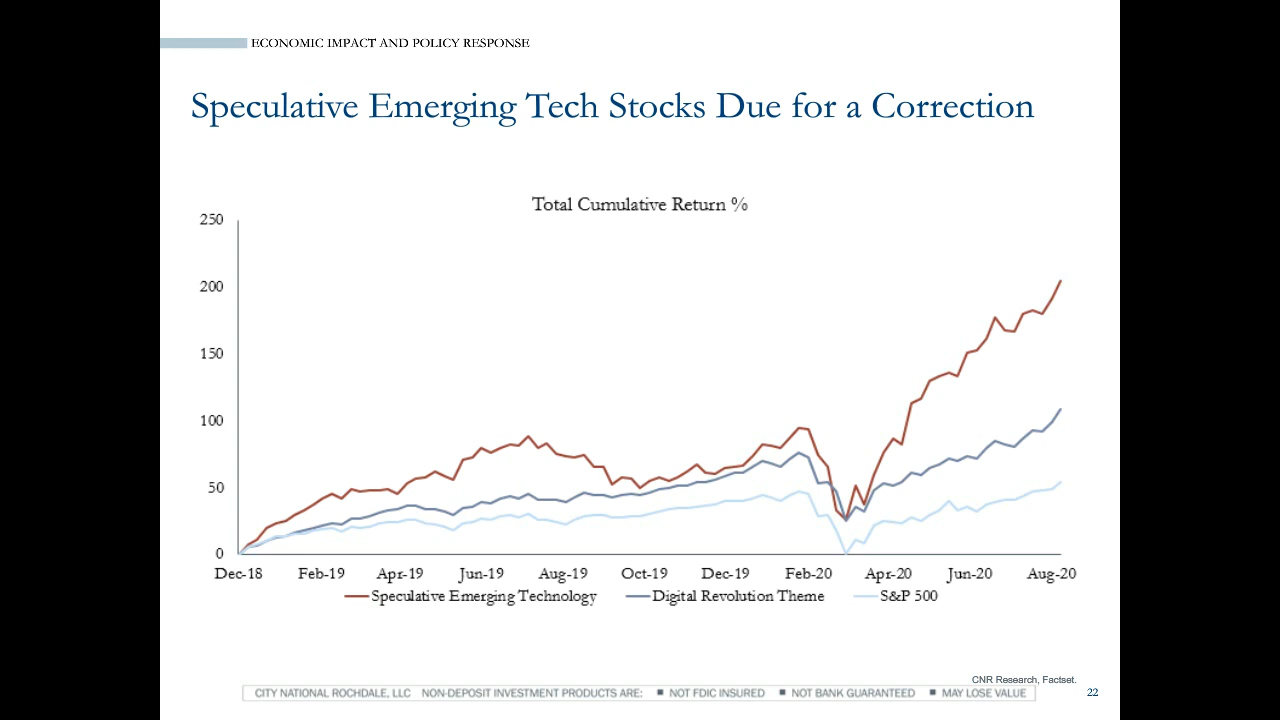 ECONOMIC IMPACT AND POLICY RESPONSE
Speculative Emerging Tech Stocks Due for a Correction
Total Cumulative Return %
250
200
150
100
50
0
Dec-18 Feb-19 Apr-19 Jun-19 Aug-19 Oct-19 Dec-19 Feb-20 Apr-20 Jun-20 Aug-20
Speculative Emerging Technology Digital Revolution Theme S&P 500
CNR Research, Factset.
CITY NATIONAL ROCHDALE, LLC NON-DEPOSIT INVESTMENT PRODUCTS ARE: ■ NOT FDIC INSURED ■ NOT BANK GUARANTEED ■ MAY LOSE VALUE
22